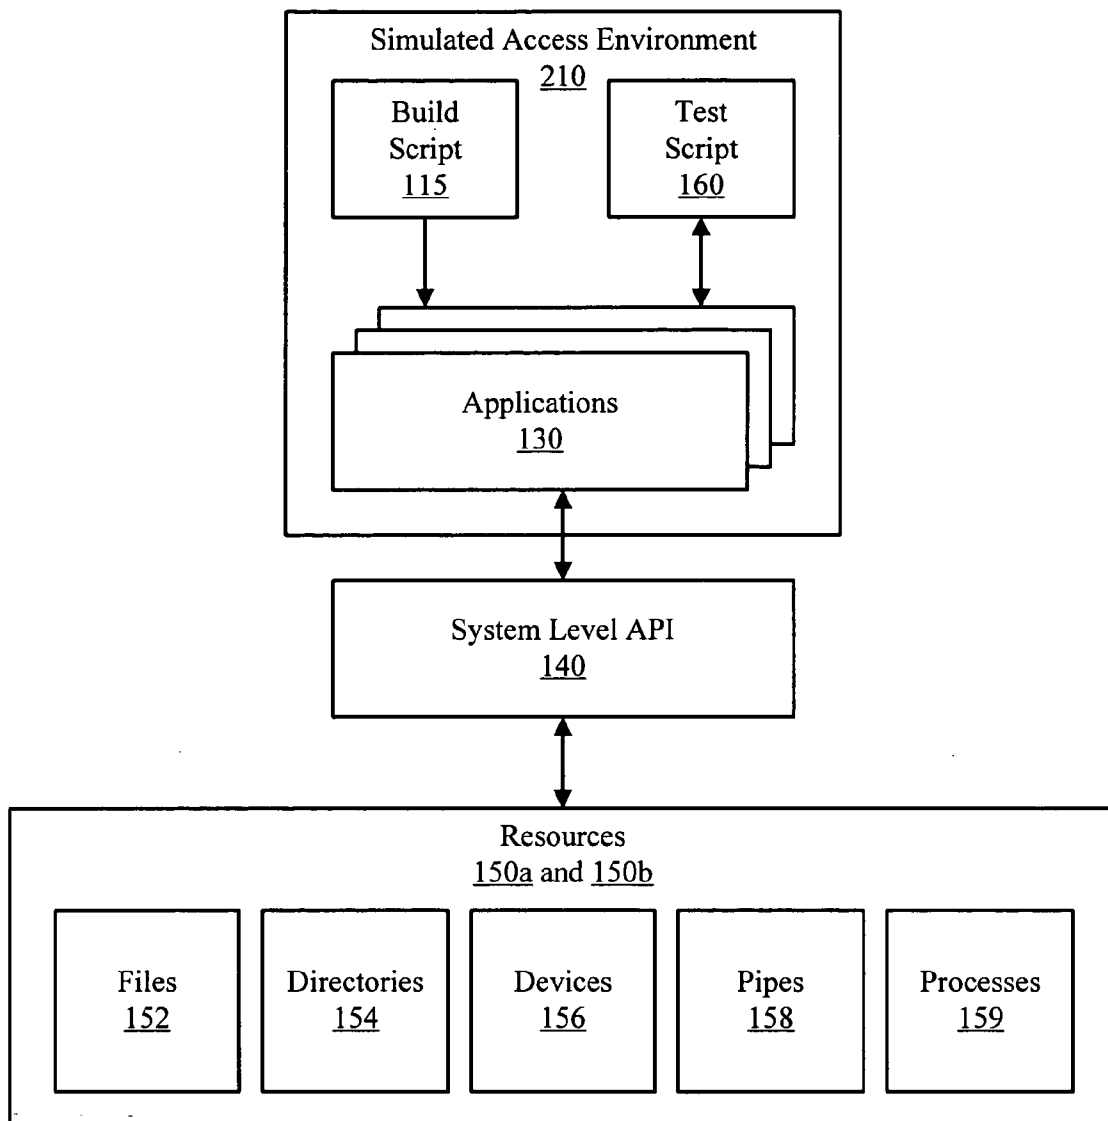 Simulated Access Environment
210
Build
Script
115
Test
Script
160
Applications
130
System Level API
140
Resources
150a and 150b
Files
152
Directories
154
Devices
156
Pipes
158
Processes
159